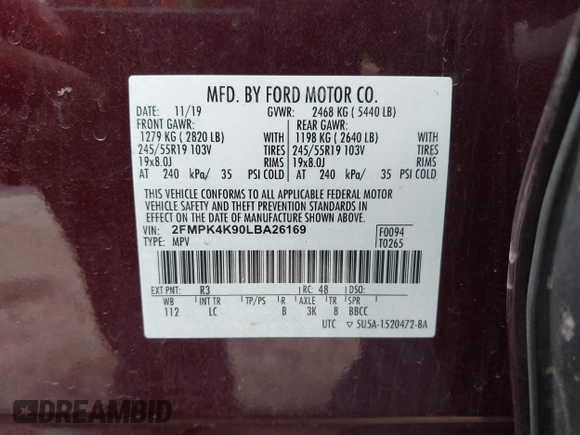 MFD. BY FORD MOTOR CO.
DATE: 11/19 GVWR: 2468 KG ( 5440 LB)
FRONT GAWR: REAR GAWR:
1279 KG ( 2820 LB) 1198 KG ( 2640 LB)
245/55R19 103V TIRES 245/55R19 103V TIRES
19x8.0J RIMS 19x8.0J RIMS
AT 240 kPa/ 35 PSI COLD AT 240 kPa/ 35 PSI COLD
THIS VEHICLE CONFORMS TO ALL APPLICABLE FEDERAL MOTOR
VEHICLE SAFETY AND THEFT PREVENTION STANDARDS IN
EFFECT ON THE DATE OF MANUFACTURE SHOWN ABOVE.
VIN: 2FMPK4K90LBA26169 F0094
TYPE: MPV T0265
EXT PNT: R3 RC: 48 DSO:
WB INT TR TP/PS R AXLE TR SPR
112 LC B 3K 8 BBCC
UTC ▽ 5U5A-1520472-BA
DREAMBID